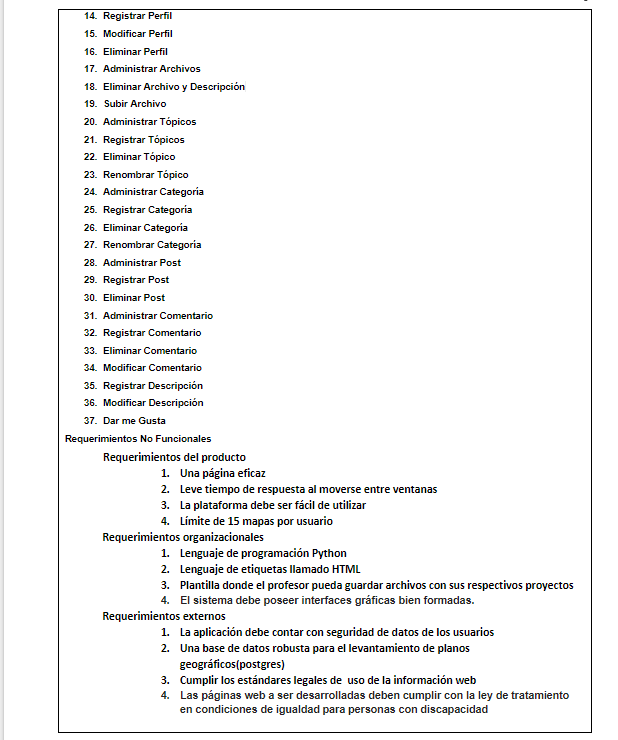 14. Registrar Perfil
15. Modificar Perfil
16. Eliminar Perfil
17. Administrar Archivos
18. Eliminar Archivo y Descripción
19. Subir Archivo
20. Administrar Tópicos
21. Registrar Tópicos
22. Eliminar Tópico
23. Renombrar Tópico
24. Administrar Categoría
25. Registrar Categoría
26. Eliminar Categoría
27. Renombrar Categoría
28. Administrar Post
29. Registrar Post
30. Eliminar Post
31. Administrar Comentario
32. Registrar Comentario
33. Eliminar Comentario
34. Modificar Comentario
35. Registrar Descripción
36. Modificar Descripción
37. Dar me Gusta
Requerimientos No Funcionales
Requerimientos del producto
1. Una página eficaz
2. Leve tiempo de respuesta al moverse entre ventanas
3. La plataforma debe ser fácil de utilizar
4. Límite de 15 mapas por usuario
Requerimientos organizacionales
1. Lenguaje de programación Python
2. Lenguaje de etiquetas llamado HTML
3. Plantilla donde el profesor pueda guardar archivos con sus respectivos proyectos
4. El sistema debe poseer interfaces gráficas bien formadas.
Requerimientos externos
1. La aplicación debe contar con seguridad de datos de los usuarios
2. Una base de datos robusta para el levantamiento de planos
geográficos(postgres)
3. Cumplir los estándares legales de uso de la información web
4. Las páginas web a ser desarrolladas deben cumplir con la ley de tratamiento
en condiciones de igualdad para personas con discapacidad